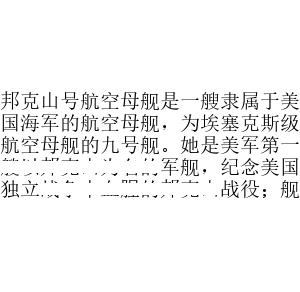 邦克山号航空母舰是一艘隶属于美
国海军的航空母舰，为埃塞克斯级
航空母舰的九号舰。她是美军第一
的军舰，纪念美国
独立战役；舰